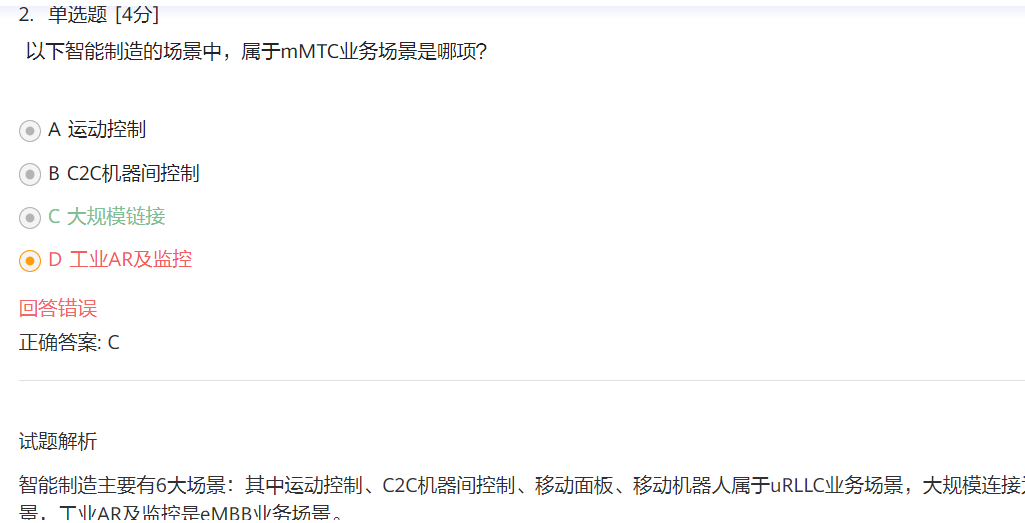 2. 单选题 [4分]
以下智能制造的场景中，属于mMTC业务场景是哪项？
A 运动控制
B C2C机器间控制
C 大规模链接
D 工业AR及监控
回答错误
正确答案: C
试题解析
智能制造主要有6大场景：其中运动控制、C2C机器间控制、移动面板、移动机器人属于uRLLC业务场景，大规模连接
景，工业AR及监控是eMBB业务场景。